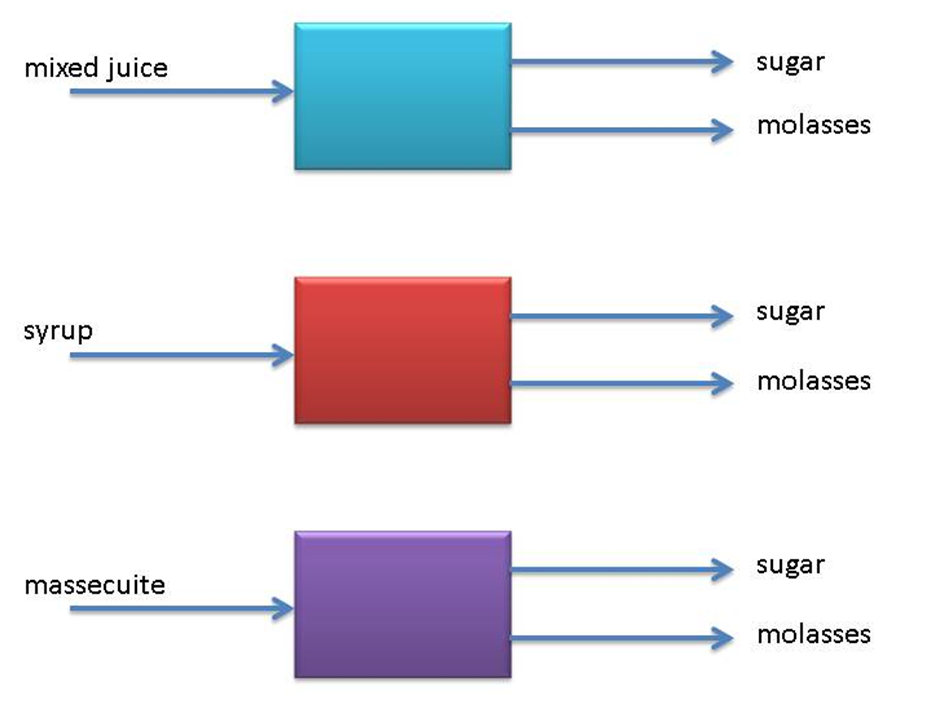 mixed juice
sugar
molasses
syrup
sugar
molasses
massecuite
sugar
molasses